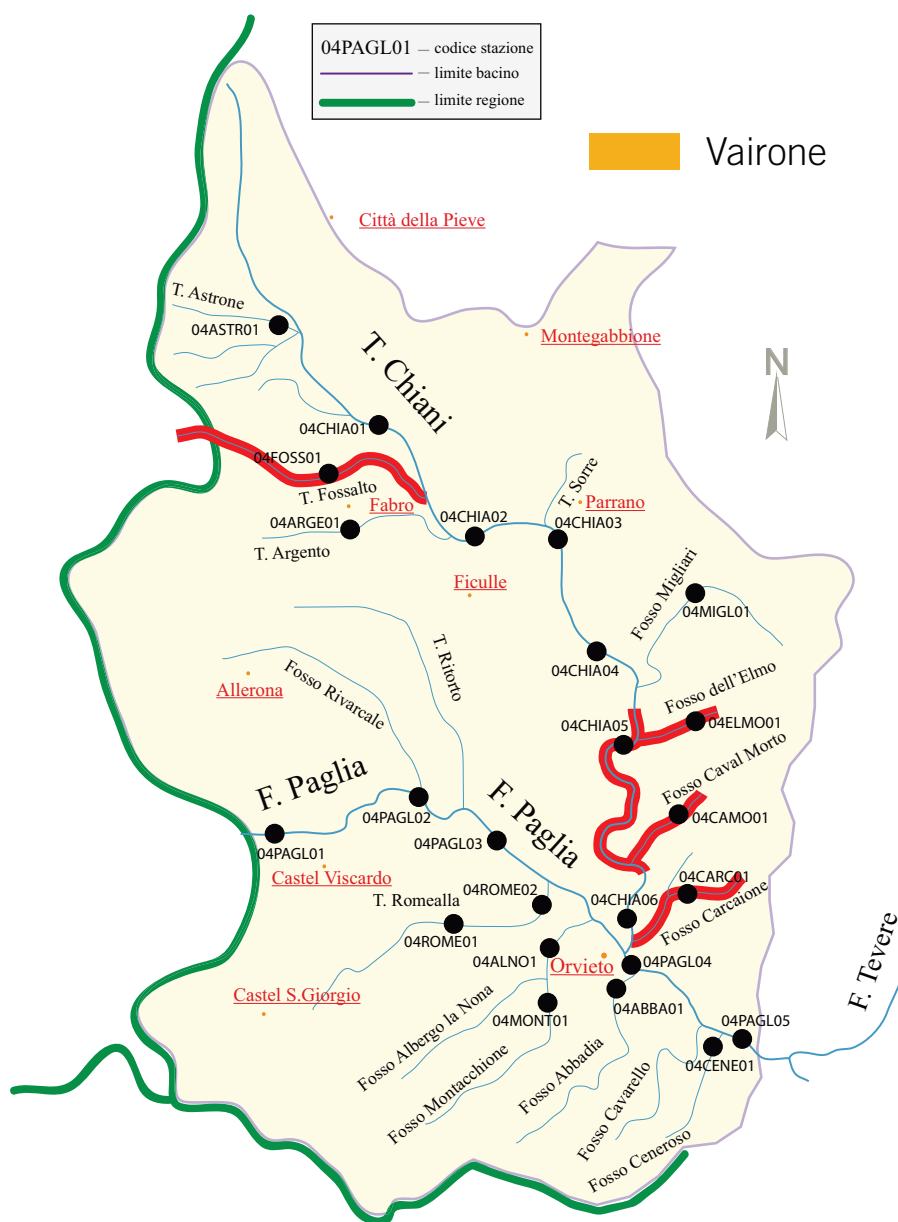 04PAGL01 — codice stazione
— limite bacino
— limite regione
Vairone
Città della Pieve
T. Astrone
04ASTR01
Montegabbione
N
T. Chiani
04CHIA01
04FOSS01
T. Fossalto
Fabro
T. Sorre
Parrano
04ARGE01
04CHIA02
04CHIA03
T. Argento
Ficulle
Fosso Migliari
04MIGL01
04CHIA04
T. Ritorto
Allerona
Fosso Rivarcale
Fosso dell'Elmo
04CHIA05
04ELMO01
Fosso Caval Morto
F. Paglia
F. Paglia
04PAGL02
04CAMO01
04PAGL01
04PAGL03
Castel Viscardo
04CARC01
04ROME02
T. Romealla
04CHIA06
Fosso Carcaione
04ROME01
04ALNO1
Orvieto
04PAGL04
F. Tevere
Castel S.Giorgio
04ABBA01
04MONT01
Fosso Albergo la Nona
04PAGL05
04CENE01
Fosso Montacchione
Fosso Abbadia
Fosso Cavarello
Fosso Ceneroso